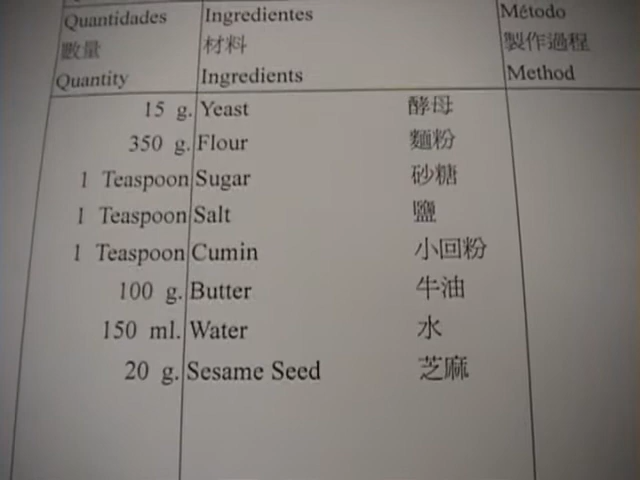 Quantidades Ingredientes Método
數量 材料 製作過程
Quantity Ingredients Method
15 g. Yeast 酵母
350 g. Flour 麵粉
1 Teaspoon Sugar 砂糖
1 Teaspoon Salt 鹽
1 Teaspoon Cumin 小回粉
100 g. Butter 牛油
150 ml. Water 水
20 g. Sesame Seed 芝麻